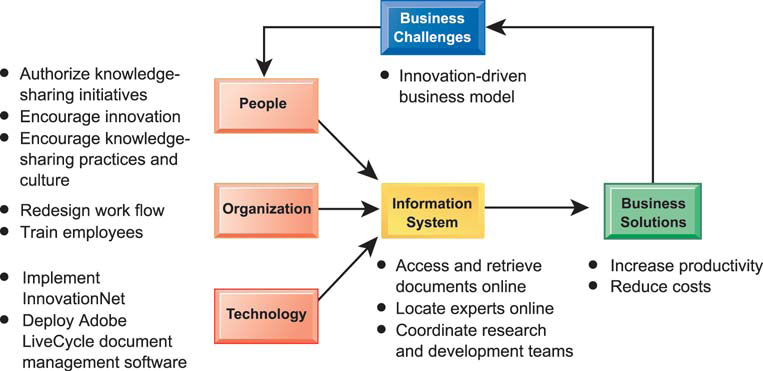 Business
Challenges
• Innovation-driven
business model
• Authorize knowledge-
sharing initiatives
• Encourage innovation
• Encourage knowledge-
sharing practices and
culture
People
• Redesign work flow
• Train employees
Organization
• Implement
InnovationNet
• Deploy Adobe
LiveCycle document
management software
Technology
Information
System
• Access and retrieve
documents online
• Locate experts online
• Coordinate research
and development teams
Business
Solutions
• Increase productivity
• Reduce costs